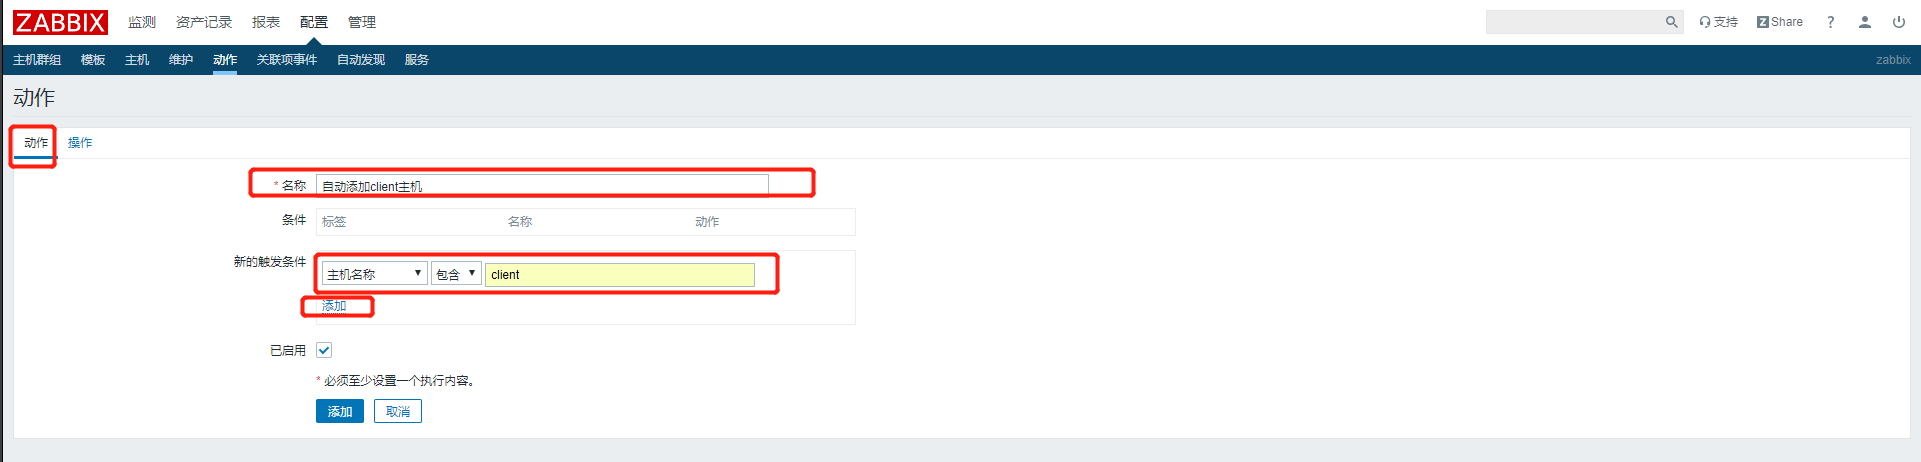 ZABBIX 监测 资产记录 报表 配置 管理 支持 Z Share ?
主机群组 模板 主机 维护 动作 关联项事件 自动发现 服务 zabbix
动作
动作 操作
* 名称 自动添加client主机
条件 标签 名称 动作
新的触发条件 主机名称 包含 client
添加
已启用
* 必须至少设置一个执行内容。
添加 取消